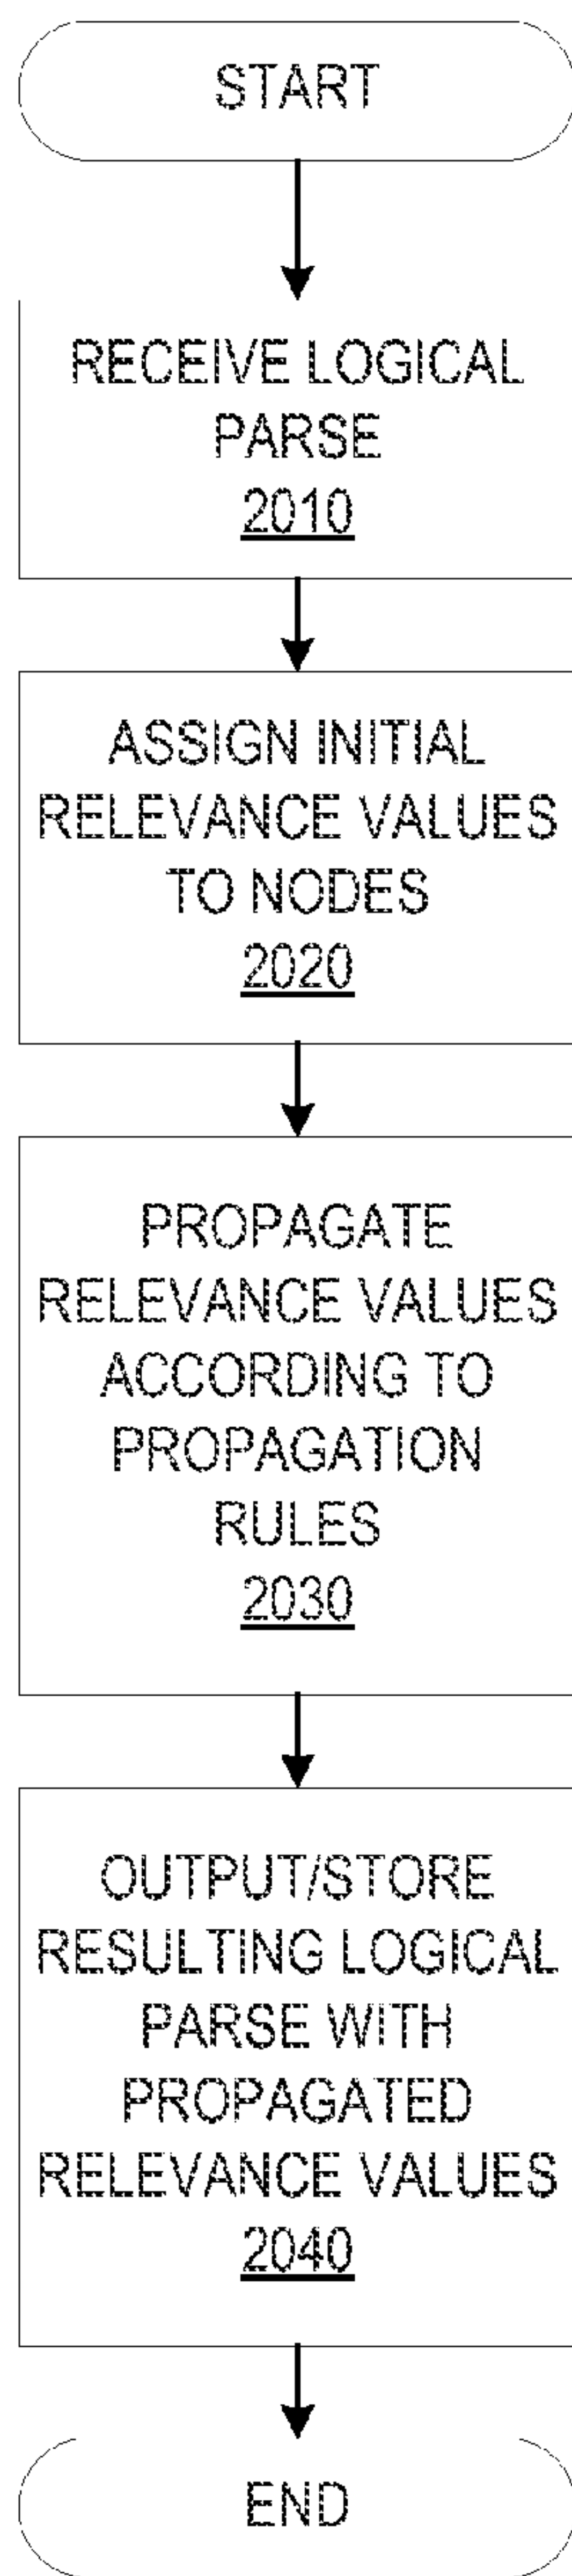 START
RECEIVE LOGICAL
PARSE
2010
ASSIGN INITIAL
RELEVANCE VALUES
TO NODES
2020
PROPAGATE
RELEVANCE VALUES
ACCORDING TO
PROPAGATION
RULES
2030
OUTPUT/STORE
RESULTING LOGICAL
PARSE WITH
PROPAGATED
RELEVANCE VALUES
2040
END